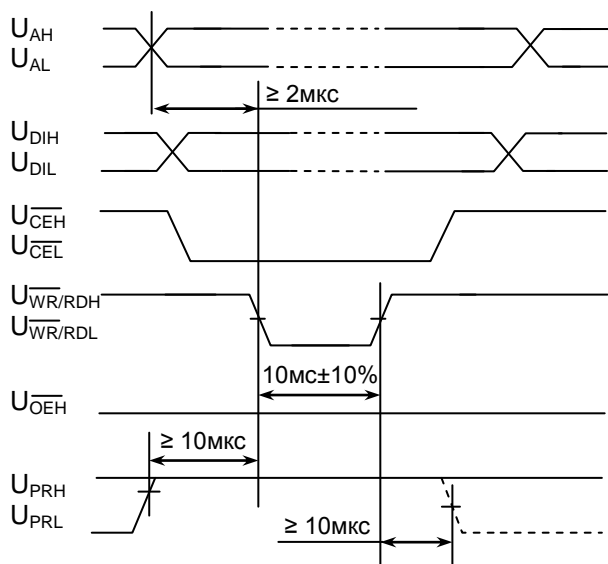 U_AH
U_AL
≥ 2мкс
U_DIH
U_DIL
U_CEH
U_CEL
U_WR/RDH
U_WR/RDL
10мс±10%
U_OEH
≥ 10мкс
U_PRH
U_PRL
≥ 10мкс